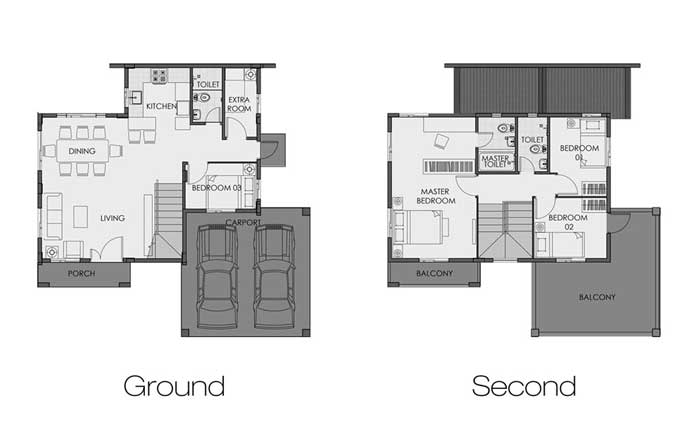 TOILET
KITCHEN
EXTRA
ROOM
DINING
BEDROOM 03
LIVING
CARPORT
PORCH
Ground
TOILET
MASTER
TOILET
BEDROOM
01
MASTER
BEDROOM
BEDROOM
02
BALCONY
BALCONY
Second